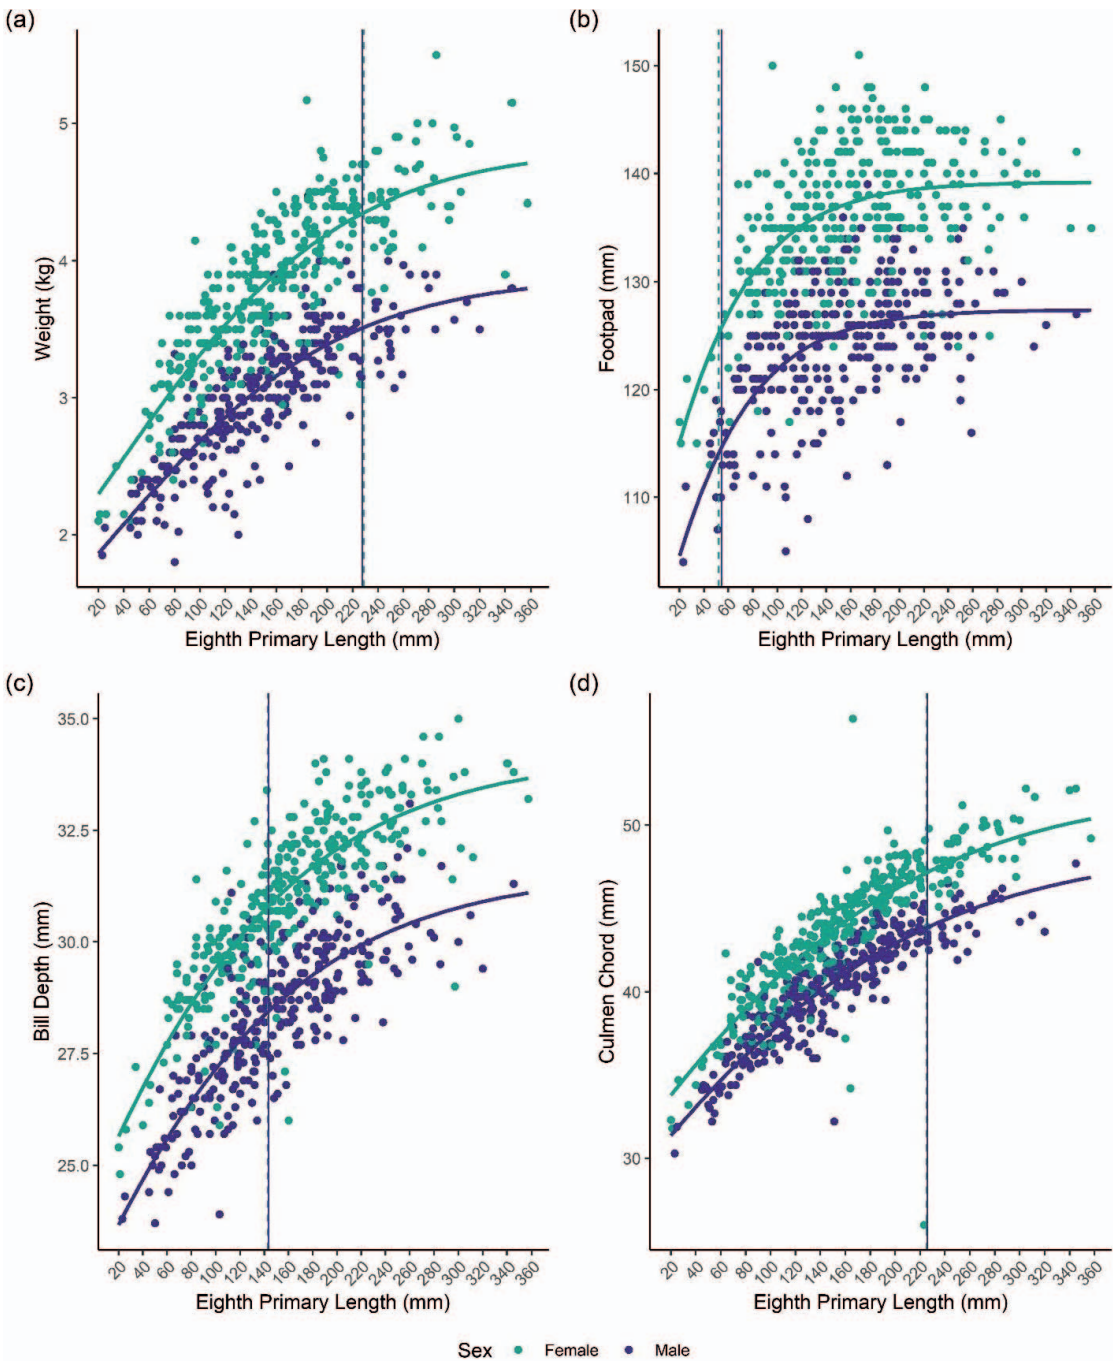 (a)
Weight (kg)
5
4
3
2
20 40 60 80 100 120 140 160 180 200 220 240 260 280 300 320 340 360
Eighth Primary Length (mm)
(b)
Footpad (mm)
150
140
130
120
110
20 40 60 80 100 120 140 160 180 200 220 240 260 280 300 320 340 360
Eighth Primary Length (mm)
(c)
Bill Depth (mm)
35.0
32.5
30.0
27.5
25.0
20 40 60 80 100 120 140 160 180 200 220 240 260 280 300 320 340 360
Eighth Primary Length (mm)
(d)
Culmen Chord (mm)
50
40
30
20 40 60 80 100 120 140 160 180 200 220 240 260 280 300 320 340 360
Eighth Primary Length (mm)
Sex Female Male